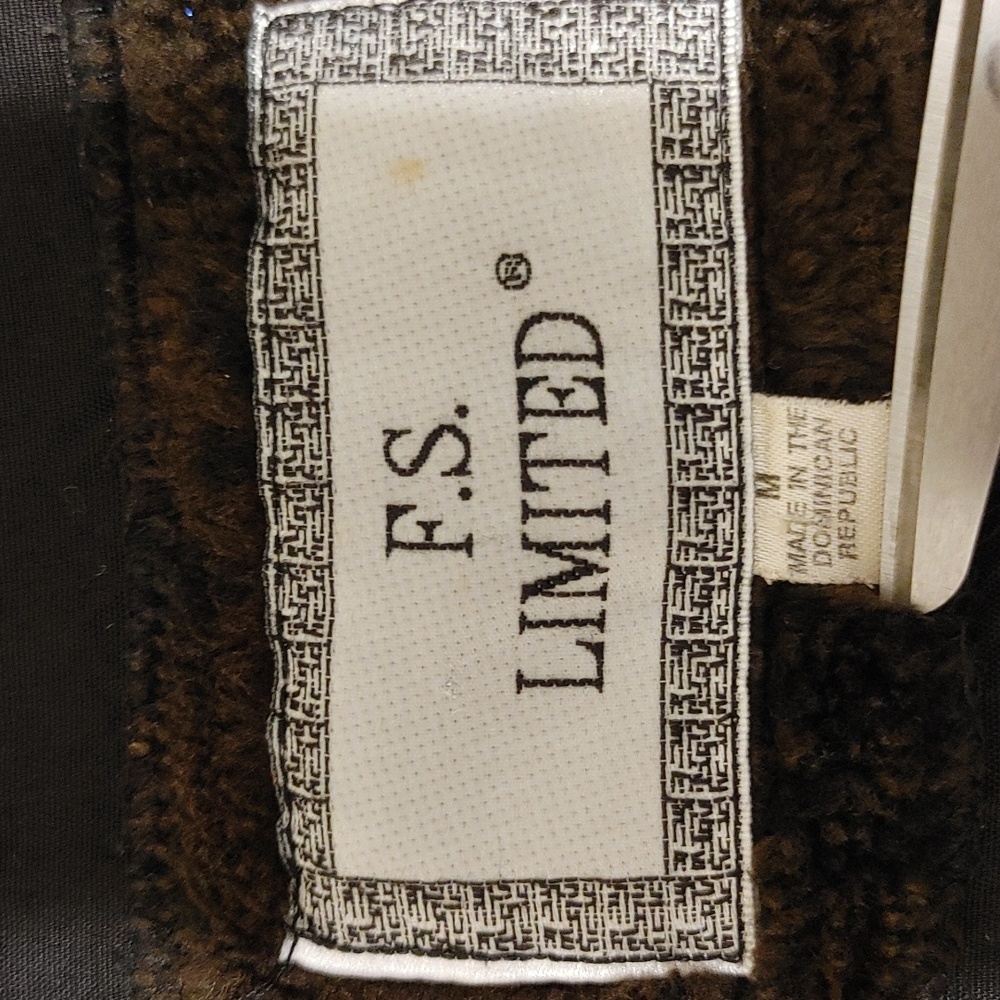 F.S.
LIMITED®
M
MADE IN THE
DOMINICAN
REPUBLIC